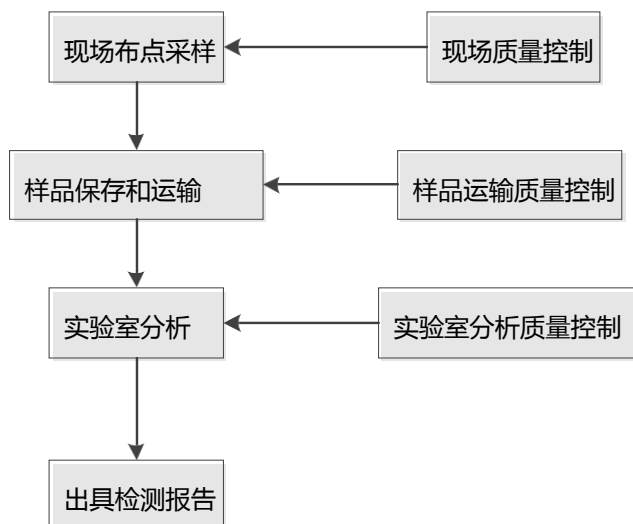 现场布点采样
现场质量控制
样品保存和运输
样品运输质量控制
实验室分析
实验室分析质量控制
出具检测报告